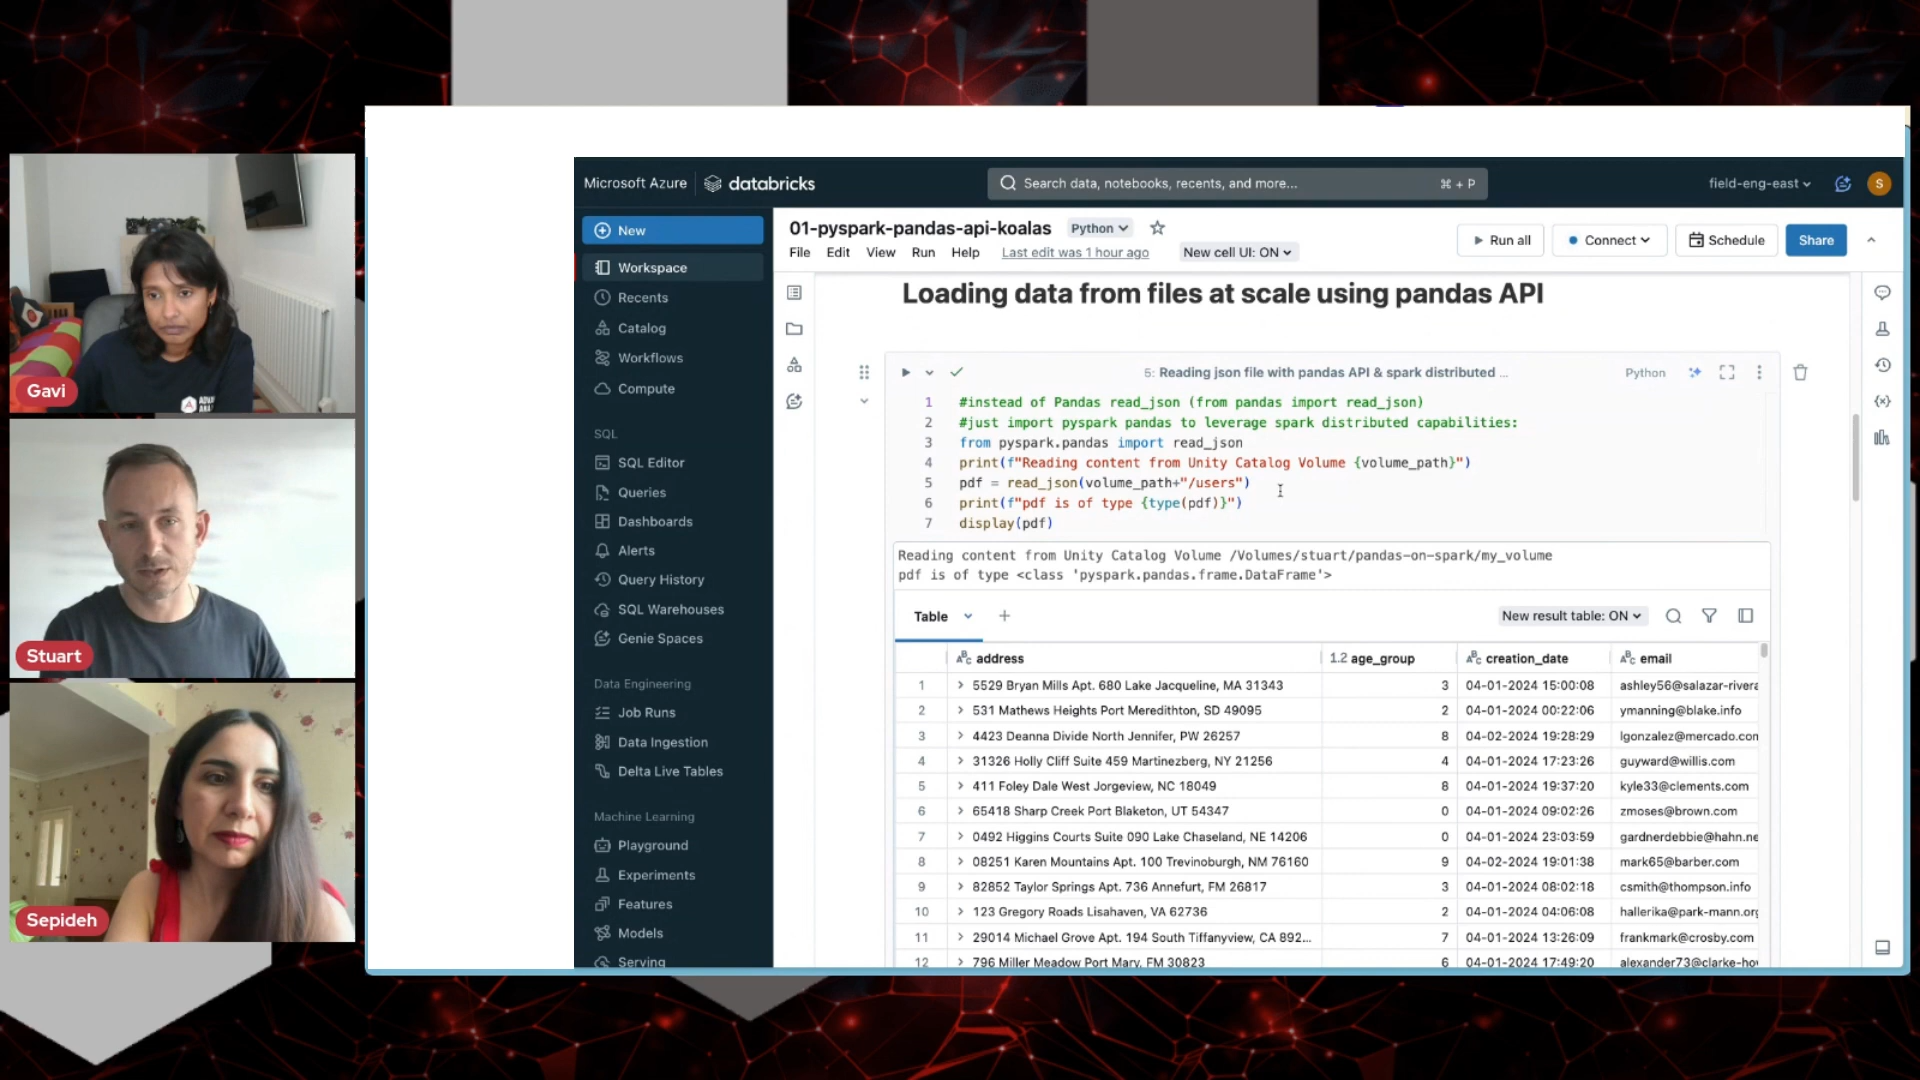 Gavi
Stuart
Sepideh
Microsoft Azure databricks
Search data, notebooks, recents, and more...
⌘ + P
field-eng-east
S
New
Workspace
Recents
Catalog
Workflows
Compute
SQL
SQL Editor
Queries
Dashboards
Alerts
Query History
SQL Warehouses
Genie Spaces
Data Engineering
Job Runs
Data Ingestion
Delta Live Tables
Machine Learning
Playground
Experiments
Features
Models
Serving
01-pyspark-pandas-api-koalas Python
File Edit View Run Help Last edit was 1 hour ago New cell UI: ON
Run all Connect Schedule Share
Loading data from files at scale using pandas API
5: Reading json file with pandas API & spark distributed ...
Python
1 #instead of Pandas read_json (from pandas import read_json)
2 #just import pyspark pandas to leverage spark distributed capabilities:
3 from pyspark.pandas import read_json
4 print(f"Reading content from Unity Catalog Volume {volume_path}")
5 pdf = read_json(volume_path+"/users")
6 print(f"pdf is of type {type(pdf)}")
7 display(pdf)
Reading content from Unity Catalog Volume /Volumes/stuart/pandas-on-spark/my_volume
pdf is of type <class 'pyspark.pandas.frame.DataFrame'>
Table + New result table: ON
address 1.2 age_group creation_date email
1 5529 Bryan Mills Apt. 680 Lake Jacqueline, MA 31343 3 04-01-2024 15:00:08 ashley56@salazar-rivera
2 531 Mathews Heights Port Meredithton, SD 49095 2 04-01-2024 00:22:06 ymanning@blake.info
3 4423 Deanna Divide North Jennifer, PW 26257 8 04-02-2024 19:28:29 lgonzalez@mercado.com
4 31326 Holly Cliff Suite 459 Martinezberg, NY 21256 4 04-01-2024 17:23:26 guyward@willis.com
5 411 Foley Dale West Jorgeview, NC 18049 8 04-01-2024 19:37:20 kyle33@clements.com
6 65418 Sharp Creek Port Blaketon, UT 54347 0 04-01-2024 09:02:26 zmoses@brown.com
7 0492 Higgins Courts Suite 090 Lake Chaseland, NE 14206 0 04-01-2024 23:03:59 gardnerdebbie@hahn.ne
8 08251 Karen Mountains Apt. 100 Trevinoburgh, NM 76160 9 04-02-2024 19:01:38 mark65@barber.com
9 82852 Taylor Springs Apt. 736 Annefurt, FM 26817 3 04-01-2024 08:02:18 csmith@thompson.info
10 123 Gregory Roads Lisahaven, VA 62736 2 04-01-2024 04:06:08 hallerika@park-mann.org
11 29014 Michael Grove Apt. 194 South Tiffanyview, CA 892... 7 04-01-2024 13:26:09 frankmark@crosby.com
12 796 Miller Meadow Port Mary, FM 30823 6 04-01-2024 17:49:20 alexander73@clarke-ho